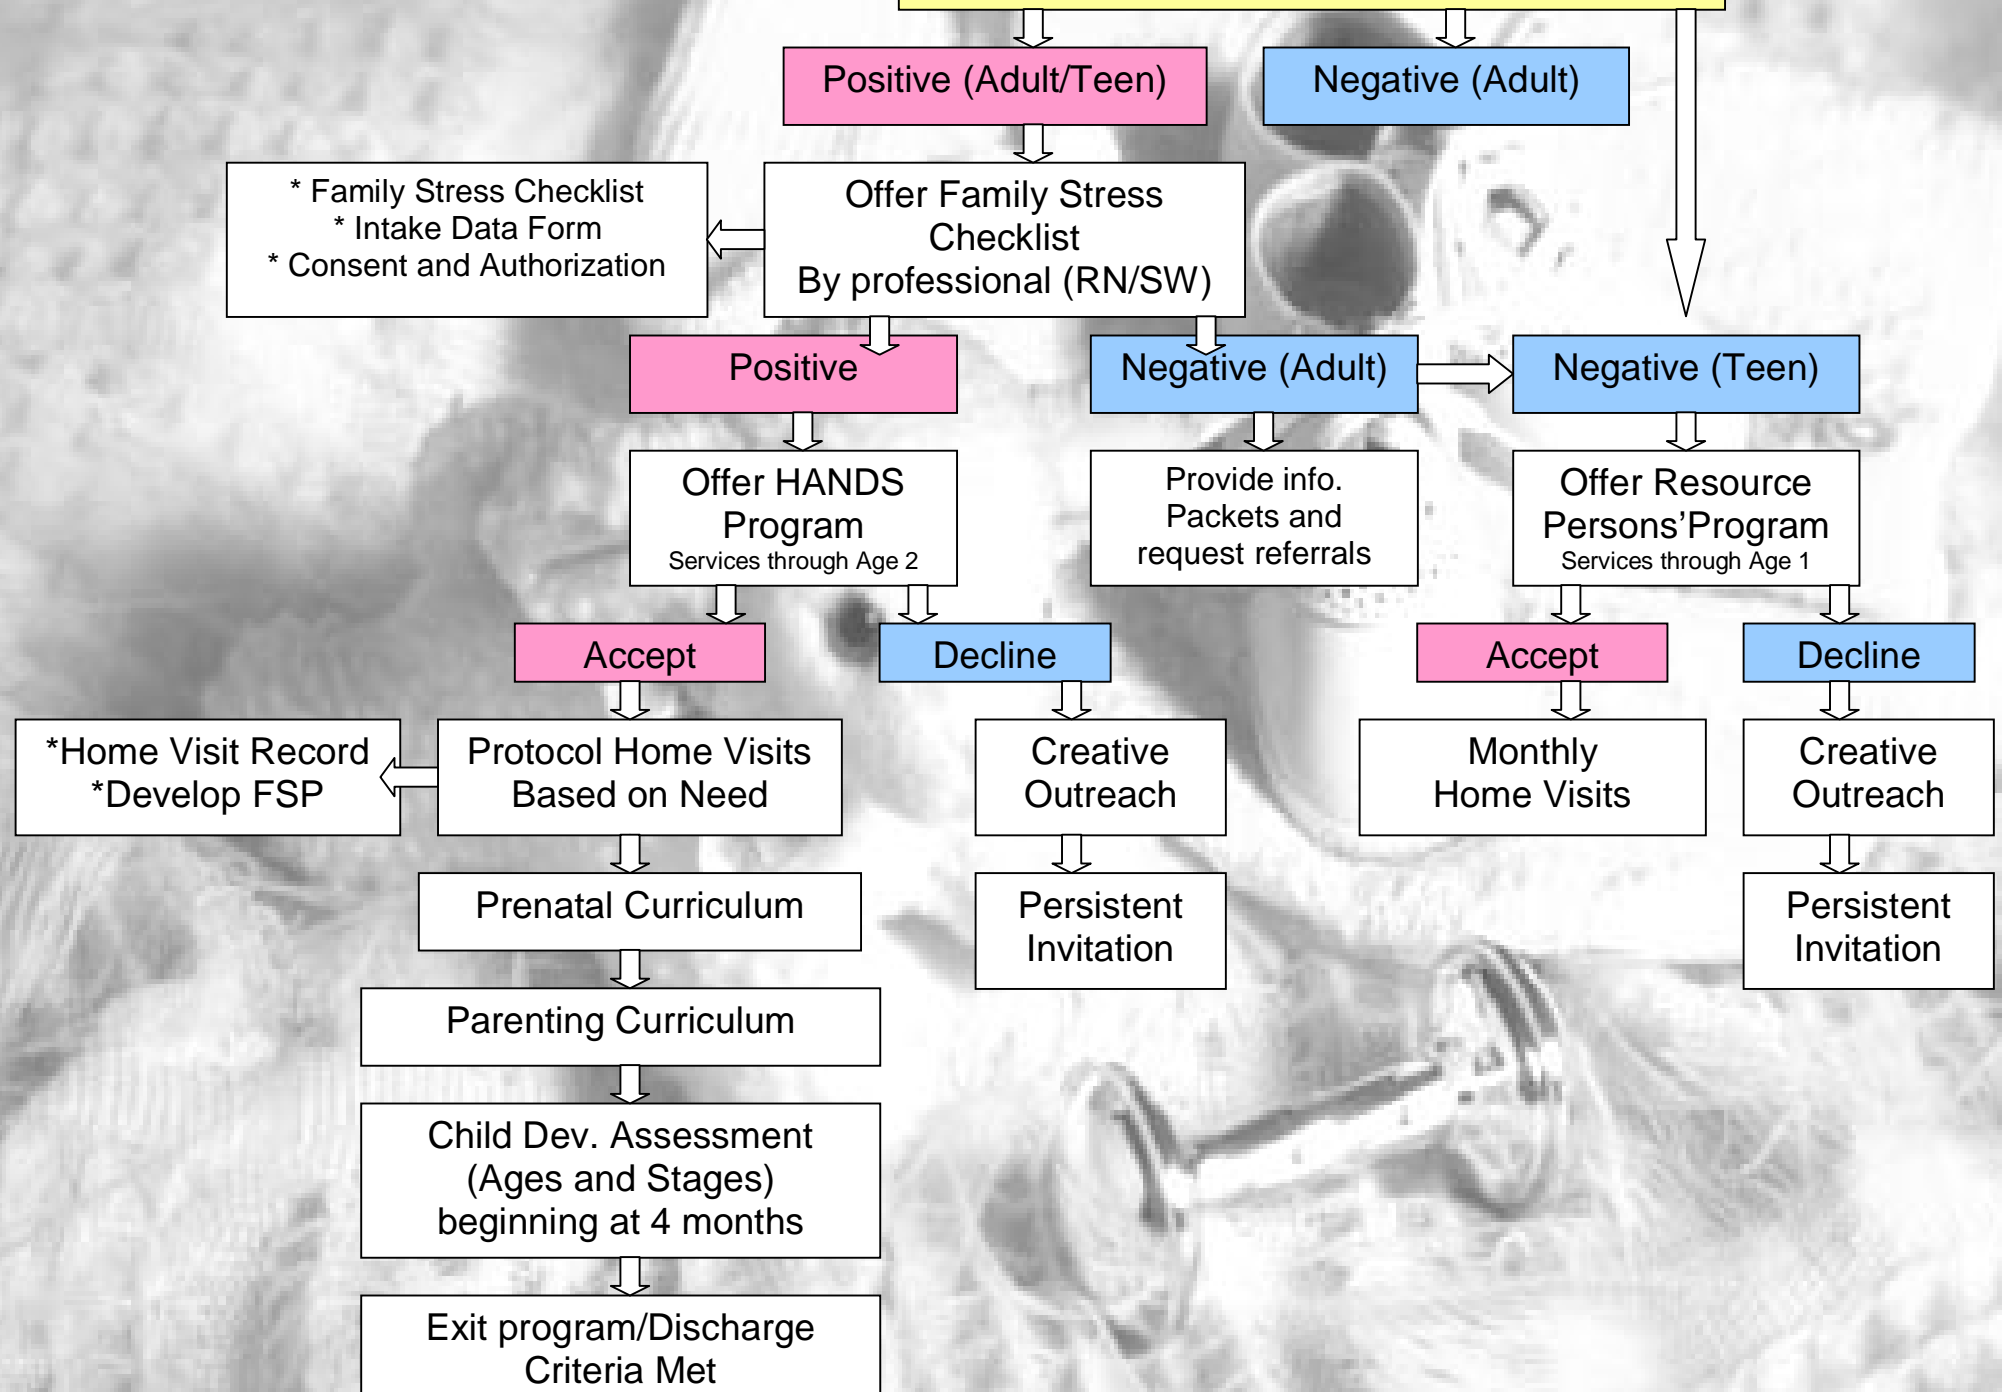 Positive (Adult/Teen)
Negative (Adult)
* Family Stress Checklist
* Intake Data Form
* Consent and Authorization
Offer Family Stress
Checklist
By professional (RN/SW)
Positive
Negative (Adult)
Negative (Teen)
Offer HANDS
Program
Services through Age 2
Provide info.
Packets and
request referrals
Offer Resource
Persons'Program
Services through Age 1
Accept
Decline
Accept
Decline
*Home Visit Record
*Develop FSP
Protocol Home Visits
Based on Need
Creative
Outreach
Monthly
Home Visits
Creative
Outreach
Prenatal Curriculum
Persistent
Invitation
Persistent
Invitation
Parenting Curriculum
Child Dev. Assessment
(Ages and Stages)
beginning at 4 months
Exit program/Discharge
Criteria Met